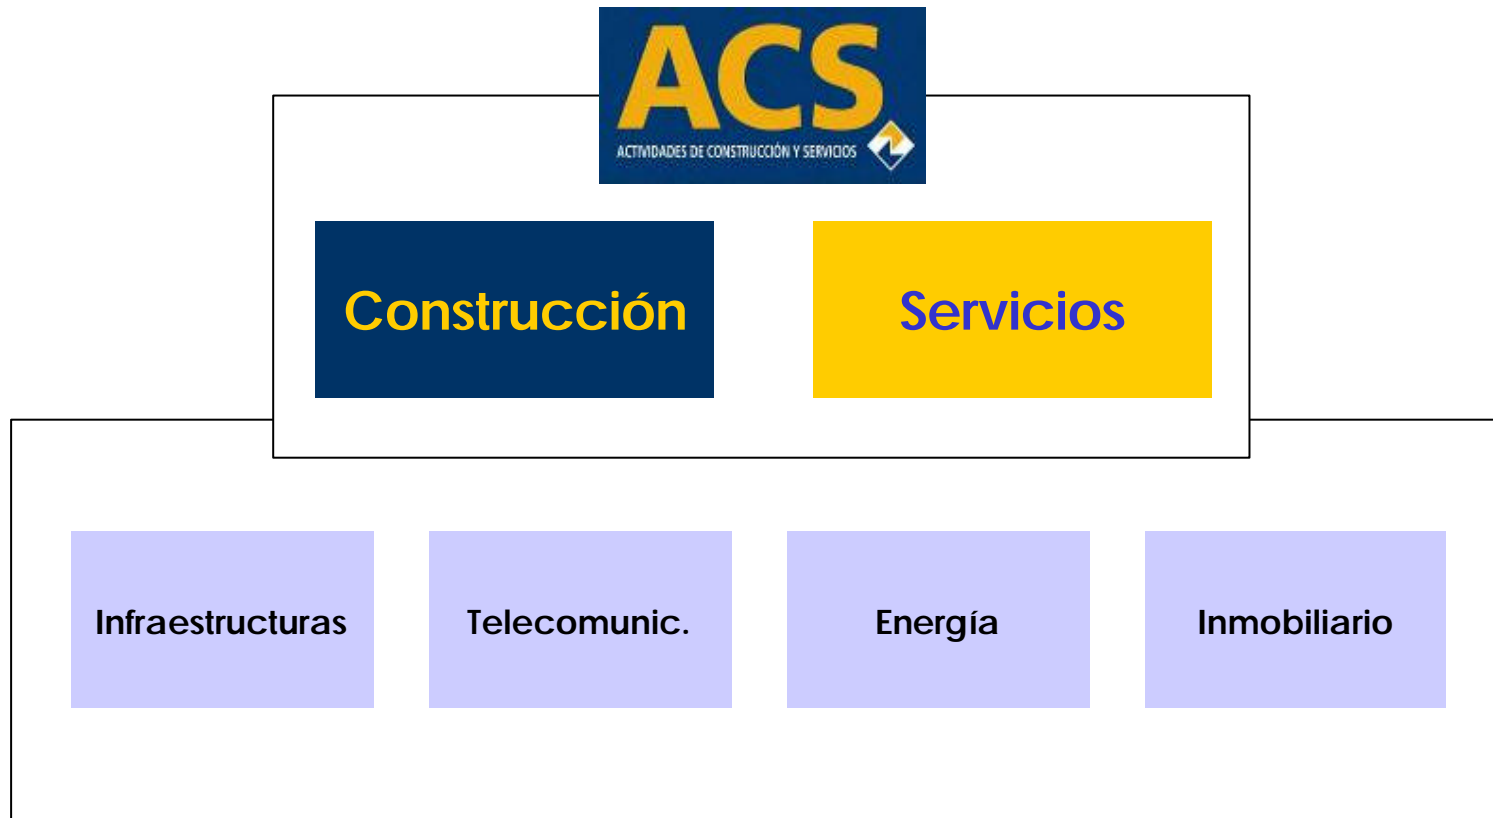 ACS
ACTIVIDADES DE CONSTRUCCIÓN Y SERVICIOS
Construcción
Servicios
Infraestructuras
Telecomunic.
Energía
Inmobiliario